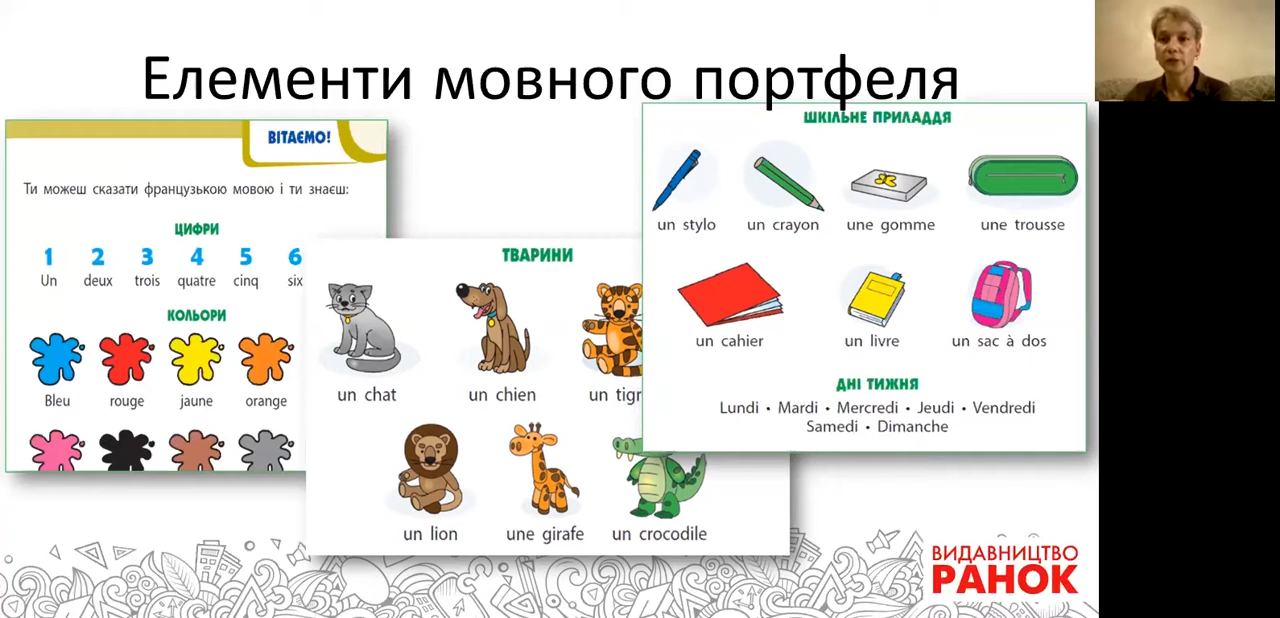 Елементи мовного портфеля
ВІТАЄМО!
Ти можеш сказати французькою мовою і ти знаєш:
ЦИФРИ
1 2 3 4 5 6
Un deux trois quatre cinq six
КОЛЬОРИ
Bleu rouge jaune orange
ТВАРИНИ
un chat un chien un tigr
un lion une girafe un crocodile
ШКІЛЬНЕ ПРИЛАДДЯ
un stylo un crayon une gomme une trousse
un cahier un livre un sac à dos
ДНІ ТИЖНЯ
Lundi • Mardi • Mercredi • Jeudi • Vendredi
Samedi • Dimanche
ВИДАВНИЦТВО
РАНОК